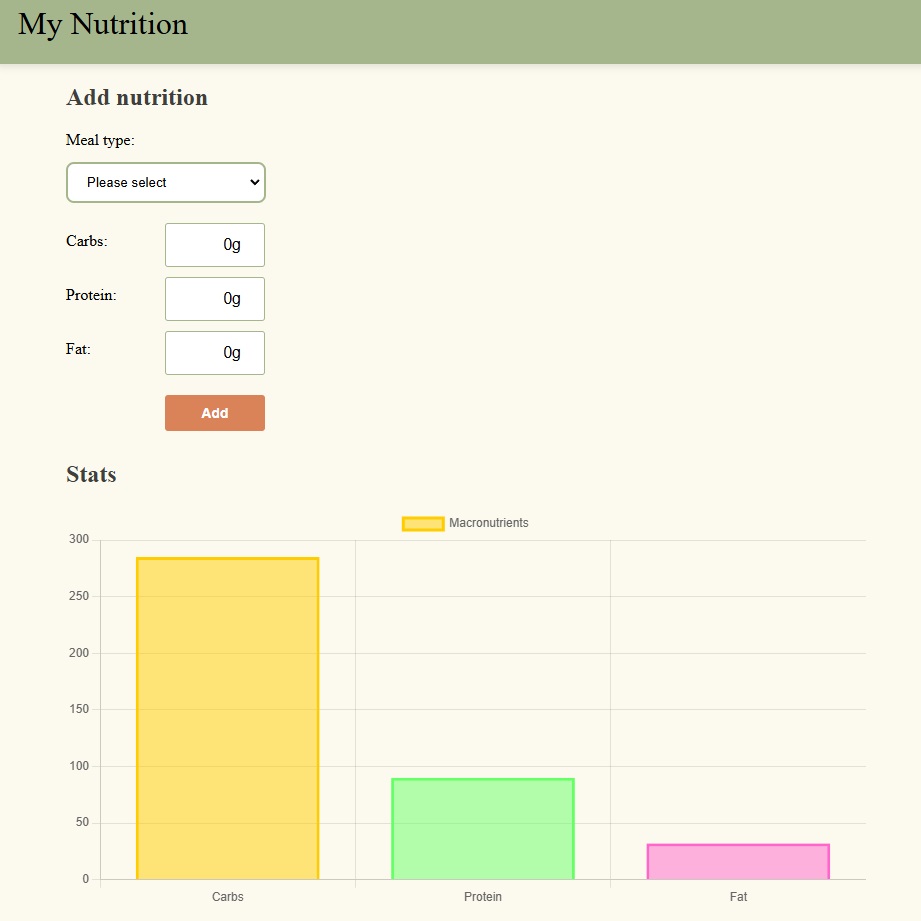 My Nutrition
Add nutrition
Meal type:
Please select
Carbs: 0g
Protein: 0g
Fat: 0g
Add
Stats
Macronutrients
300
250
200
150
100
50
0
Carbs Protein Fat